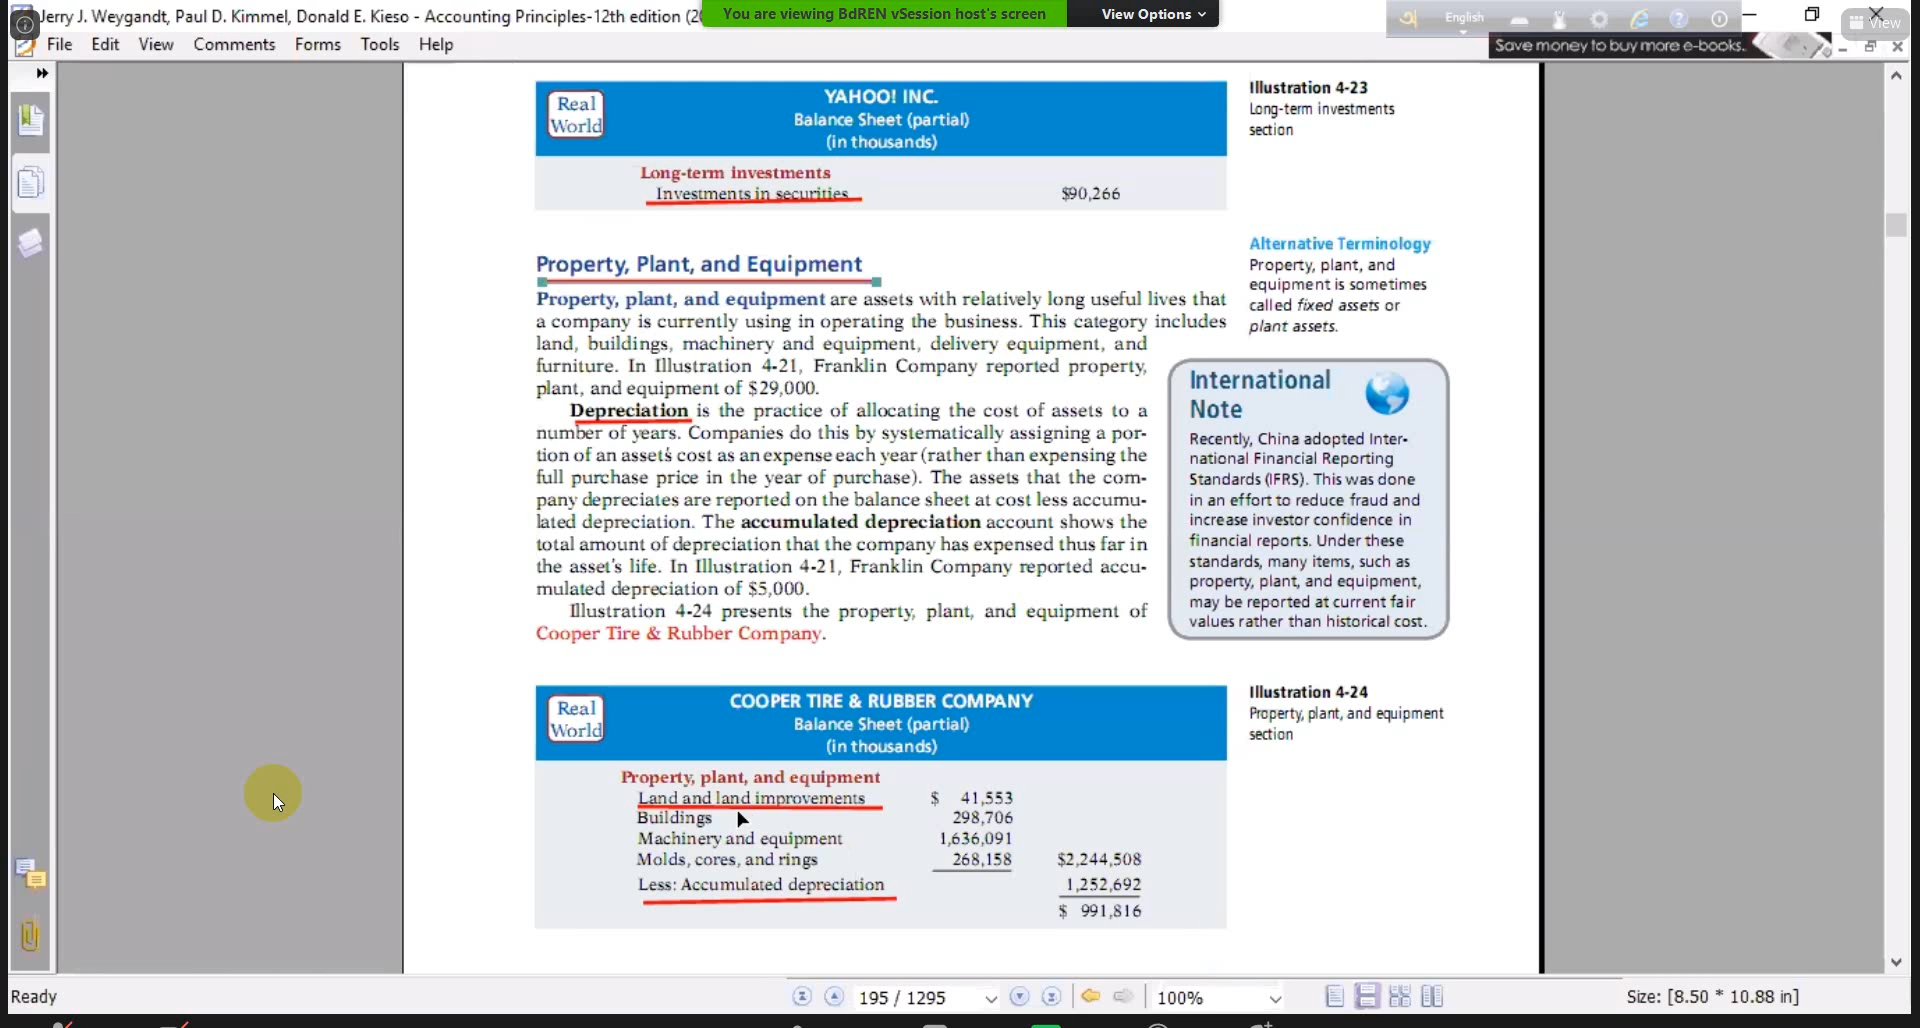 Jerry J. Weygandt, Paul D. Kimmel, Donald E. Kieso - Accounting Principles-12th edition (20
You are viewing BdREN vSession host's screen
View Options
English
View
File Edit View Comments Forms Tools Help
Save money to buy more e-books.
Real World
YAHOO! INC.
Balance Sheet (partial)
(in thousands)
Long-term investments
Investments in securities $90,266
Illustration 4-23
Long-term investments
section
Property, Plant, and Equipment
Property, plant, and equipment are assets with relatively long useful lives that
a company is currently using in operating the business. This category includes
land, buildings, machinery and equipment, delivery equipment, and
furniture. In Illustration 4-21, Franklin Company reported property,
plant, and equipment of $29,000.
Depreciation is the practice of allocating the cost of assets to a
number of years. Companies do this by systematically assigning a por-
tion of an asset's cost as an expense each year (rather than expensing the
full purchase price in the year of purchase). The assets that the com-
pany depreciates are reported on the balance sheet at cost less accumu-
lated depreciation. The accumulated depreciation account shows the
total amount of depreciation that the company has expensed thus far in
the asset's life. In Illustration 4-21, Franklin Company reported accu-
mulated depreciation of $5,000.
Illustration 4-24 presents the property, plant, and equipment of
Cooper Tire & Rubber Company.
Alternative Terminology
Property, plant, and
equipment is sometimes
called fixed assets or
plant assets.
International
Note
Recently, China adopted Inter-
national Financial Reporting
Standards (IFRS). This was done
in an effort to reduce fraud and
increase investor confidence in
financial reports. Under these
standards, many items, such as
property, plant, and equipment,
may be reported at current fair
values rather than historical cost.
Real World
COOPER TIRE & RUBBER COMPANY
Balance Sheet (partial)
(in thousands)
Property, plant, and equipment
Land and land improvements $ 41,553
Buildings 298,706
Machinery and equipment 1,636,091
Molds, cores, and rings 268,158 $2,244,508
Less: Accumulated depreciation 1,252,692
$ 991,816
Illustration 4-24
Property, plant, and equipment
section
Ready
195 / 1295
100%
Size: [8.50 * 10.88 in]